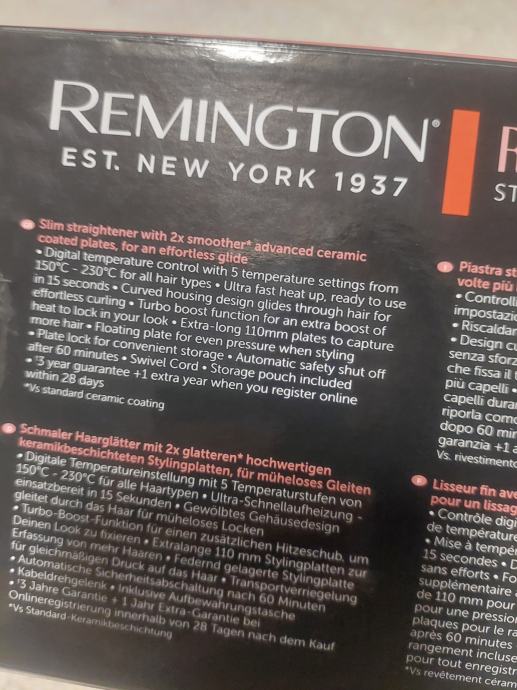 REMINGTON®
EST. NEW YORK 1937
Slim straightener with 2x smoother* advanced ceramic
coated plates, for an effortless glide
• Digital temperature control with 5 temperature settings from
150°C - 230°C for all hair types • Ultra fast heat up, ready to use
in 15 seconds • Curved housing design glides through hair for
effortless curling • Turbo boost function for an extra boost of
heat to lock in your look • Extra-long 110mm plates to capture
more hair • Floating plate for even pressure when styling
• Plate lock for convenient storage • Automatic safety shut off
after 60 minutes • Swivel Cord • Storage pouch included
• '3 year guarantee +1 extra year when you register online
within 28 days
*Vs standard ceramic coating
Schmaler Haarglätter mit 2x glatteren* hochwertigen
keramikbeschichteten Stylingplatten, für müheloses Gleiten
• Digitale Temperatureinstellung mit 5 Temperaturstufen von
150°C - 230°C für alle Haartypen • Ultra-Schnellaufheizung -
einsatzbereit in 15 Sekunden • Gewölbtes Gehäusedesign
gleitet durch das Haar für müheloses Locken
• Turbo-Boost-Funktion für einen zusätzlichen Hitzeschub, um
Deinen Look zu fixieren • Extralange 110 mm Stylingplatten zur
Erfassung von mehr Haaren • Federnd gelagerte Stylingplatte
für gleichmäßigen Druck auf das Haar • Transportverriegelung
• Automatische Sicherheitsabschaltung nach 60 Minuten
• Kabeldrehgelenk • Inklusive Aufbewahrungstasche
• '3 Jahre Garantie + 1 Jahr Extra-Garantie bei
Onlineregistrierung innerhalb von 28 Tagen nach dem Kauf
*Vs Standard-Keramikbeschichtung
R
ST
Piastra st
volte più
• Controll
impostazi
• Riscaldar
• Design cu
senza sforz
che fissa il t
più capelli •
capelli dura
riporla com
dopo 60 min
garanzia +1 a
Vs. rivestimento
Lisseur fin ave
pour un lissag
• Contrôle digi
de température
• Mise à tempér
15 secondes • D
sans efforts • Fo
supplémentaire
de 110 mm pour
pour une pression
plaques pour le ra
après 60 minutes
rangement incluse
pour tout enregistr
*Vs revêtement céram